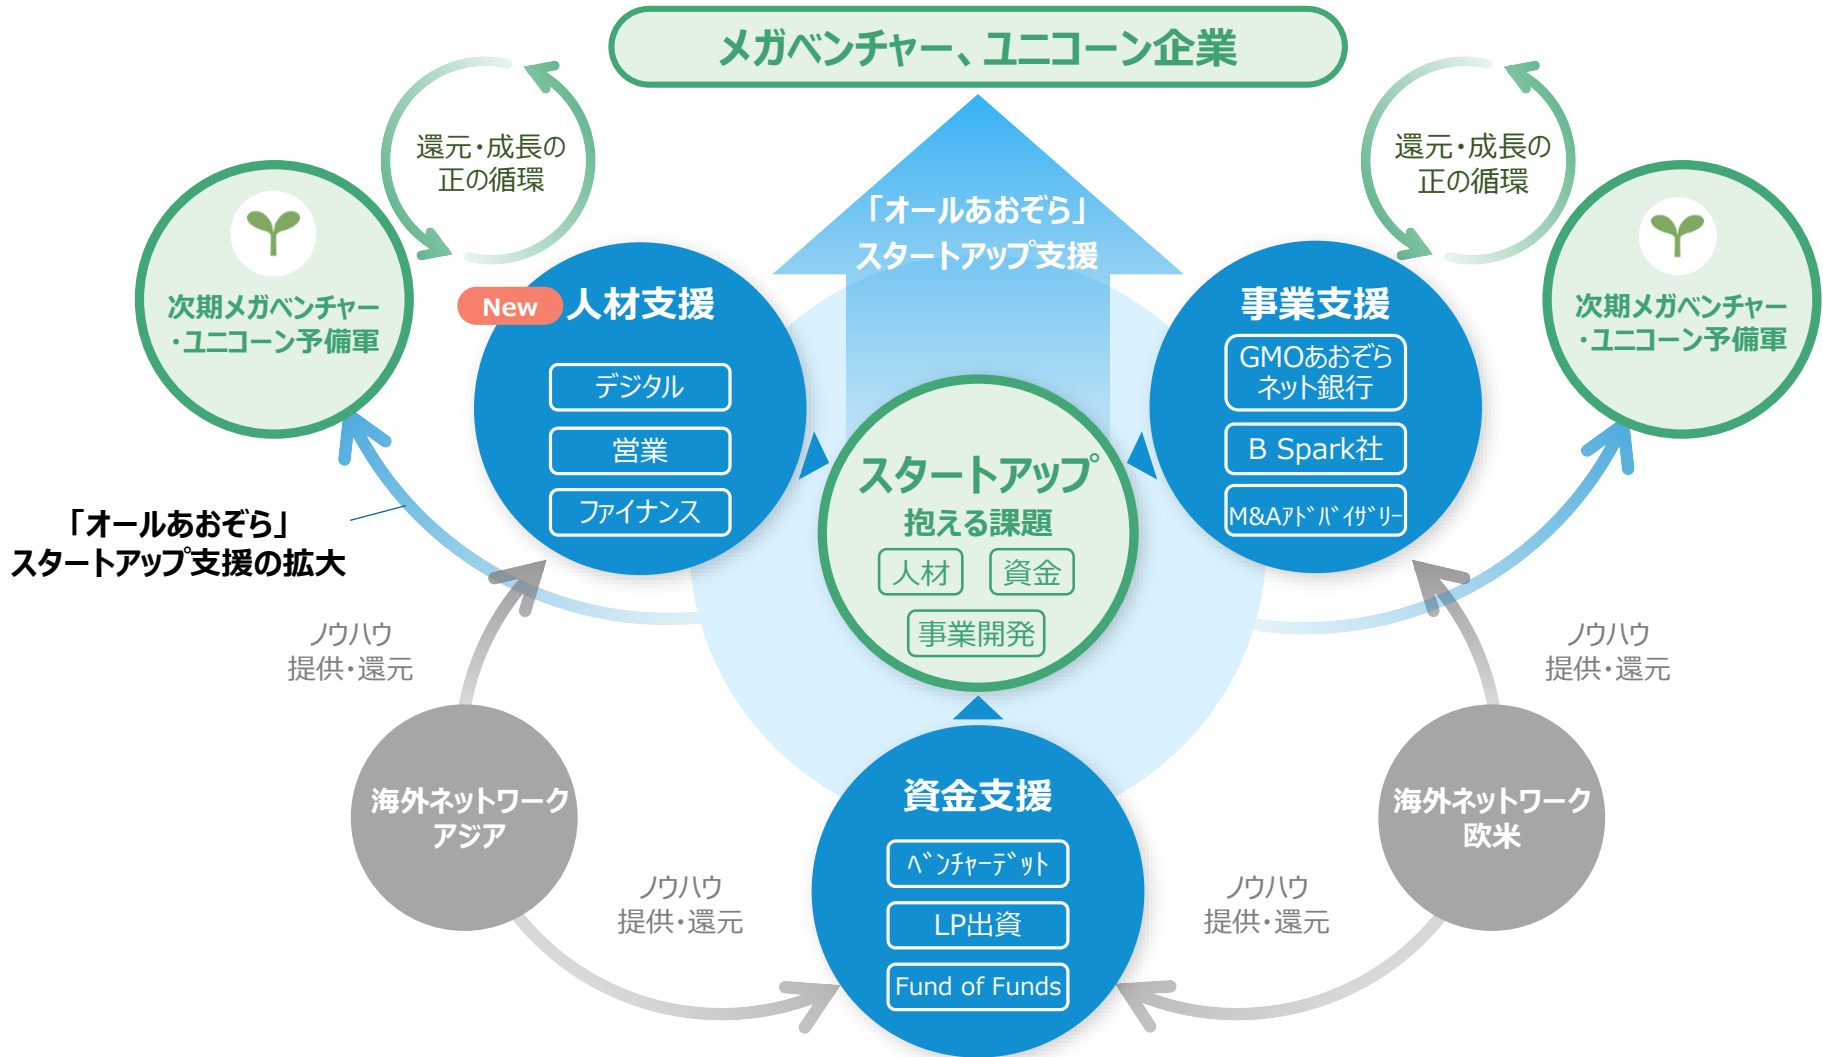 メガベンチャー、ユニコーン企業
還元・成長の
正の循環
還元・成長の
正の循環
「オールあおぞら」
スタートアップ支援
次期メガベンチャー
・ユニコーン予備軍
次期メガベンチャー
・ユニコーン予備軍
New
人材支援
デジタル
営業
ファイナンス
事業支援
GMOあおぞら
ネット銀行
B Spark社
M&Aｱﾄﾞﾊﾞｲｻﾞﾘｰ
スタートアップ
抱える課題
人材
資金
事業開発
「オールあおぞら」
スタートアップ支援の拡大
ノウハウ
提供・還元
ノウハウ
提供・還元
海外ネットワーク
アジア
海外ネットワーク
欧米
資金支援
ﾍﾞﾝﾁｬｰﾃﾞｯﾄ
LP出資
Fund of Funds
ノウハウ
提供・還元
ノウハウ
提供・還元